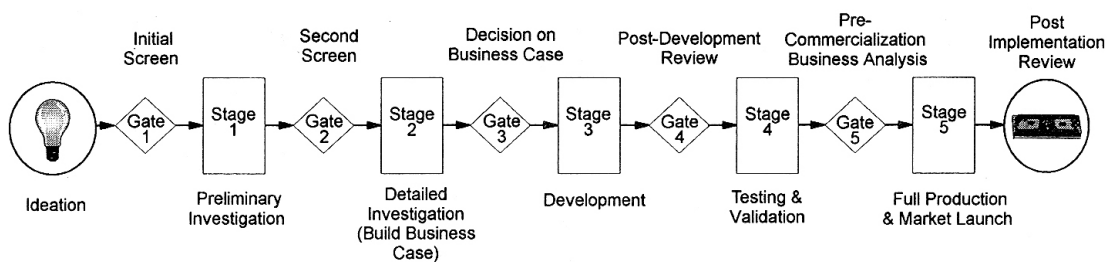 Initial
Screen
Second
Screen
Decision on
Business Case
Post-Development
Review
Pre-
Commercialization
Business Analysis
Post
Implementation
Review
Gate
1
Stage
1
Gate
2
Stage
2
Gate
3
Stage
3
Gate
4
Stage
4
Gate
5
Stage
5
Ideation
Preliminary
Investigation
Detailed
Investigation
(Build Business
Case)
Development
Testing &
Validation
Full Production
& Market Launch